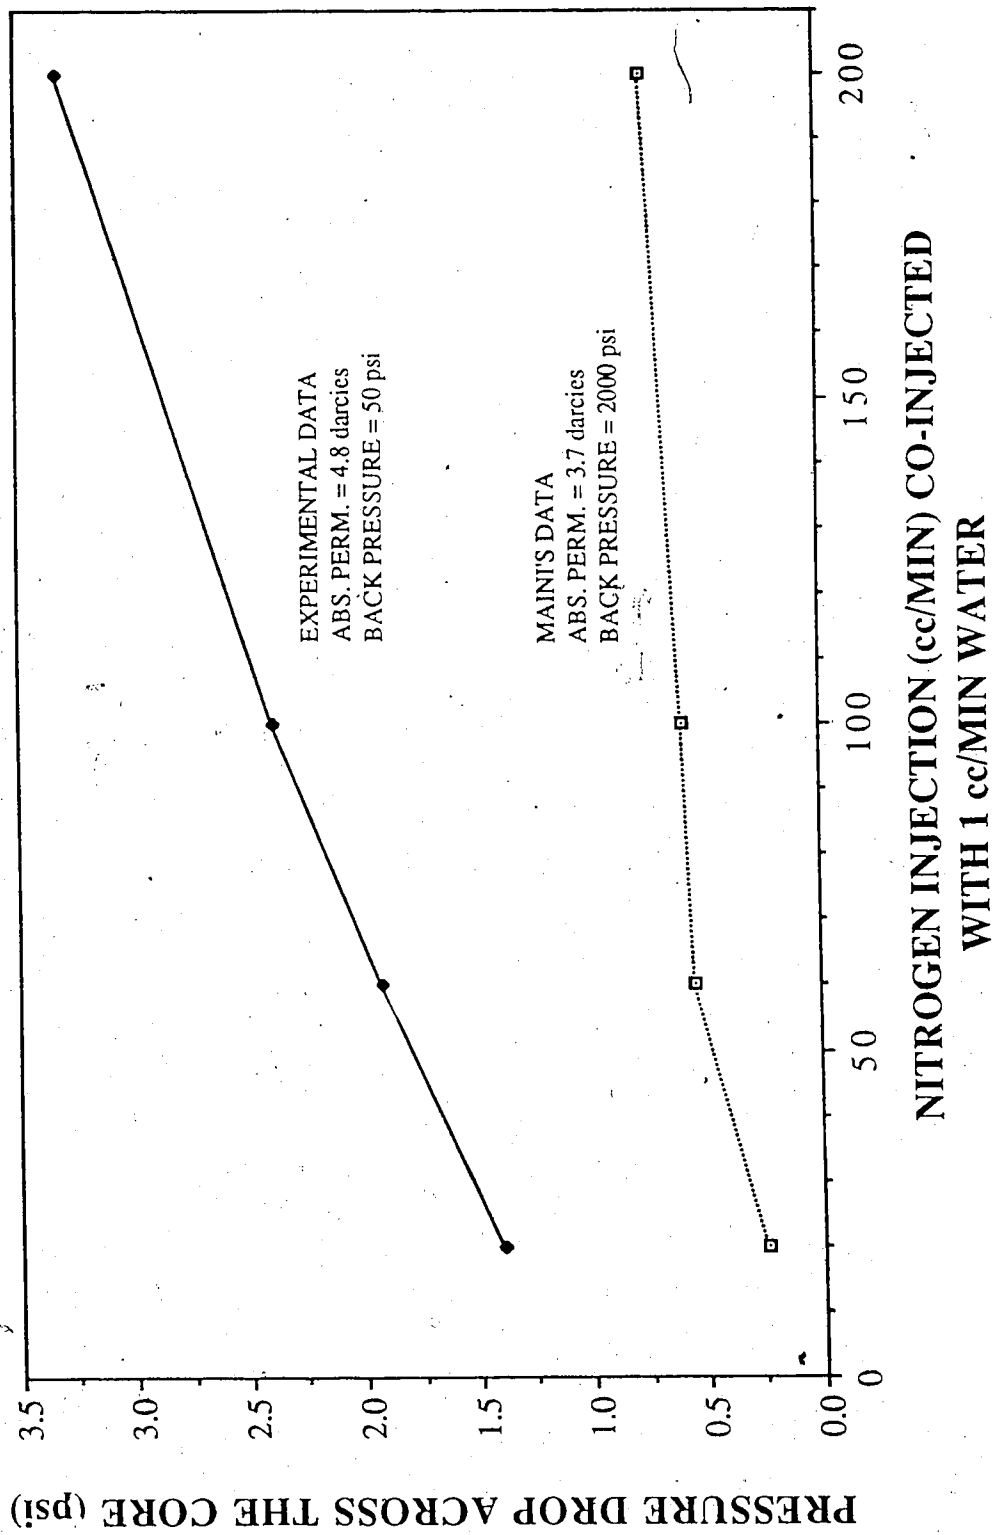 PRESSURE DROP ACROSS THE CORE (psi)
3.5
3.0
2.5
2.0
1.5
1.0
0.5
0.0
EXPERIMENTAL DATA
ABS. PERM. = 4.8 darcies
BACK PRESSURE = 50 psi
MAINI'S DATA
ABS. PERM. = 3.7 darcies
BACK PRESSURE = 2000 psi
0
50
100
150
200
NITROGEN INJECTION (cc/MIN) CO-INJECTED
WITH 1 cc/MIN WATER